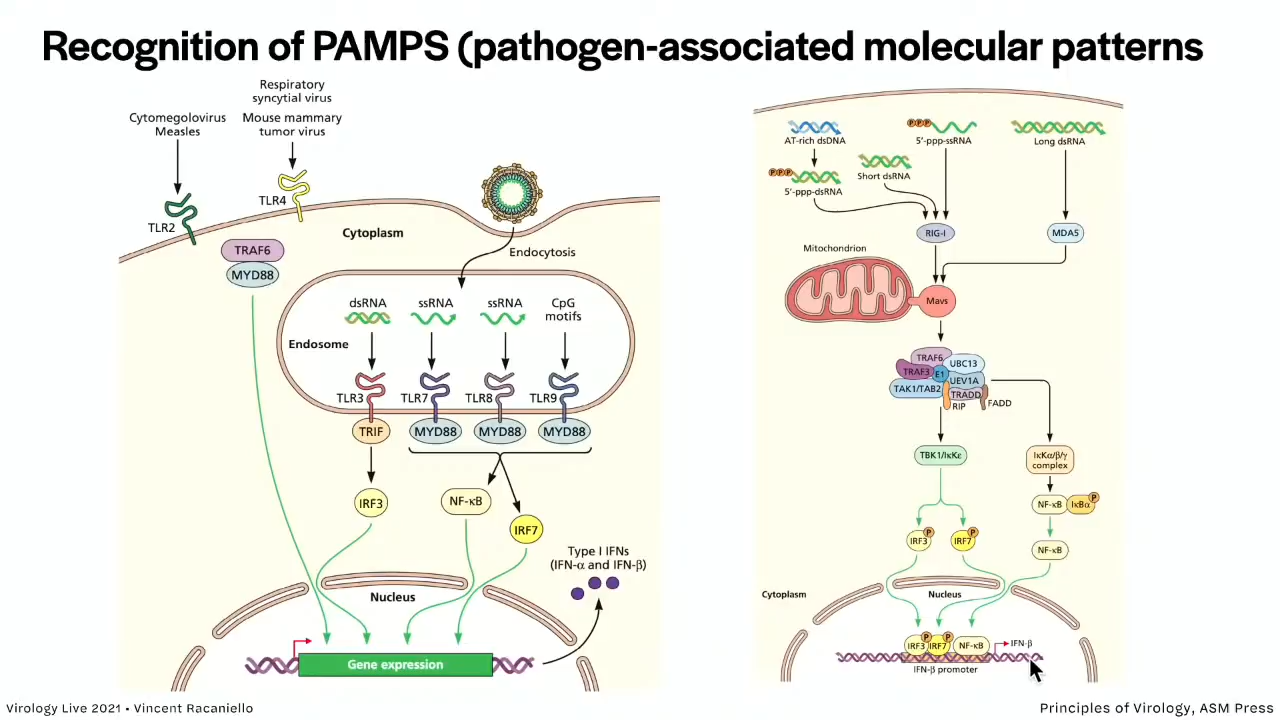 Recognition of PAMPS (pathogen-associated molecular patterns
Respiratory
syncytial virus
Cytomegolovirus
Measles
Mouse mammary
tumor virus
TLR2
TLR4
TRAF6
MYD88
Cytoplasm
Endocytosis
dsRNA
ssRNA
ssRNA
CpG
motifs
Endosome
TLR3
TLR7
TLR8
TLR9
TRIF
MYD88
MYD88
MYD88
IRF3
NF-κB
IRF7
Type I IFNs
(IFN-α and IFN-β)
Nucleus
Gene expression
AT-rich dsDNA
PPP
5'-ppp-ssRNA
Long dsRNA
PPP
5'-ppp-dsRNA
Short dsRNA
RIG-I
MDA5
Mitochondrion
Mavs
TRAF6
UBC13
TRAF3
E1
UEV1A
TAK1/TAB2
TRADD
RIP
FADD
TBK1/IκKε
IκKα/β/γ
complex
NF-κB
IκBα
P
IRF3
P
IRF7
P
NF-κB
Cytoplasm
Nucleus
IRF3
P
IRF7
P
NF-κB
IFN-β
IFN-β promoter
Virology Live 2021 • Vincent Racaniello
Principles of Virology, ASM Press